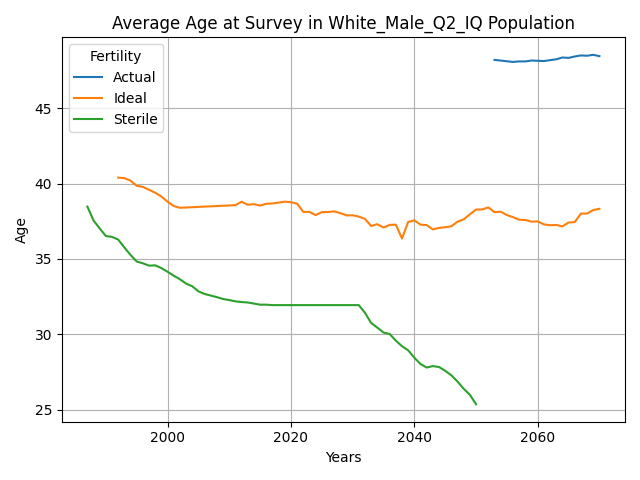 Average Age at Survey in White_Male_Q2_IQ Population
Fertility
Actual
Ideal
Sterile
Age
45
40
35
30
25
2000
2020
2040
2060
Years